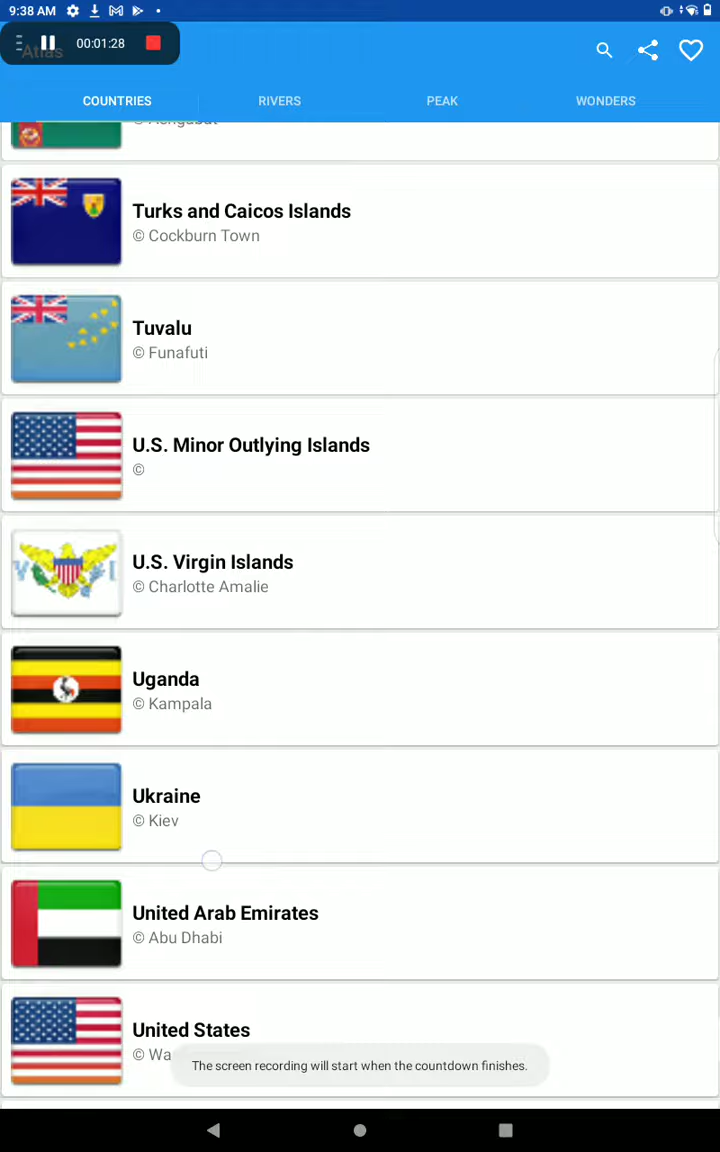 9:38 AM
00:01:28
Atlas
COUNTRIES
RIVERS
PEAK
WONDERS
Turks and Caicos Islands
© Cockburn Town
Tuvalu
© Funafuti
U.S. Minor Outlying Islands
©
U.S. Virgin Islands
© Charlotte Amalie
Uganda
© Kampala
Ukraine
© Kiev
United Arab Emirates
© Abu Dhabi
United States
© Wa
The screen recording will start when the countdown finishes.